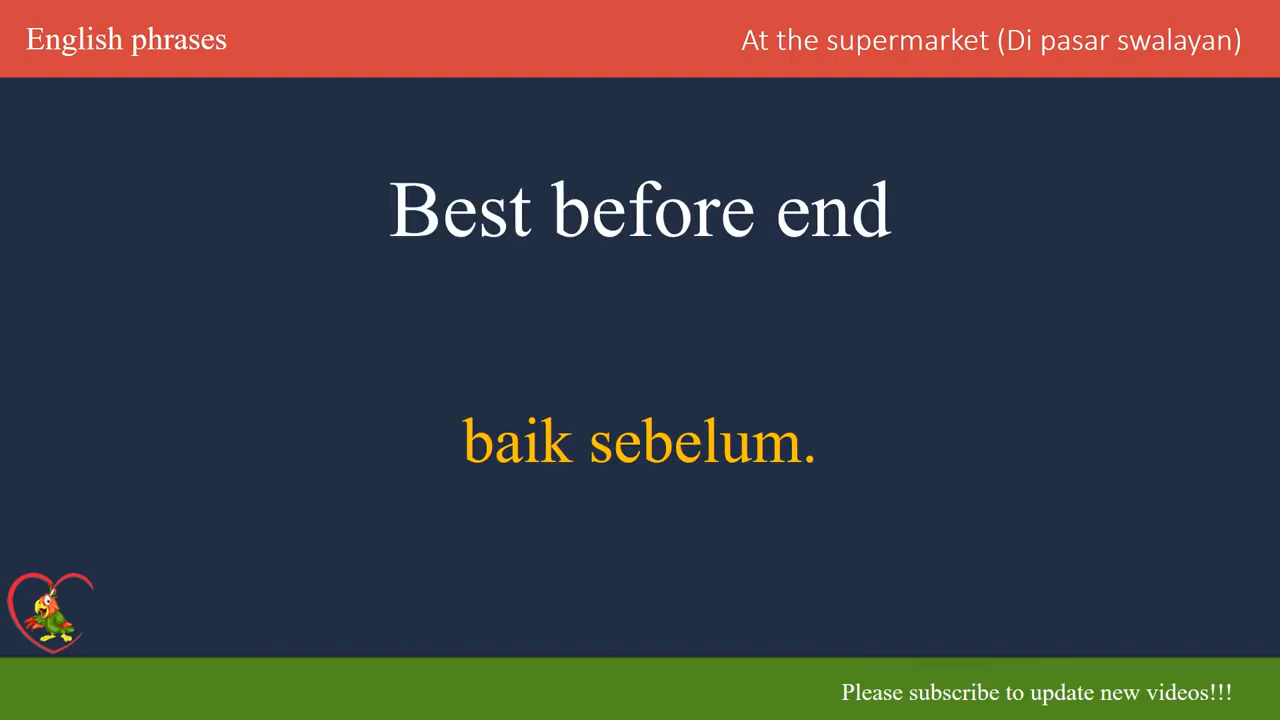 English phrases
At the supermarket (Di pasar swalayan)
Best before end
baik sebelum.
Please subscribe to update new videos!!!